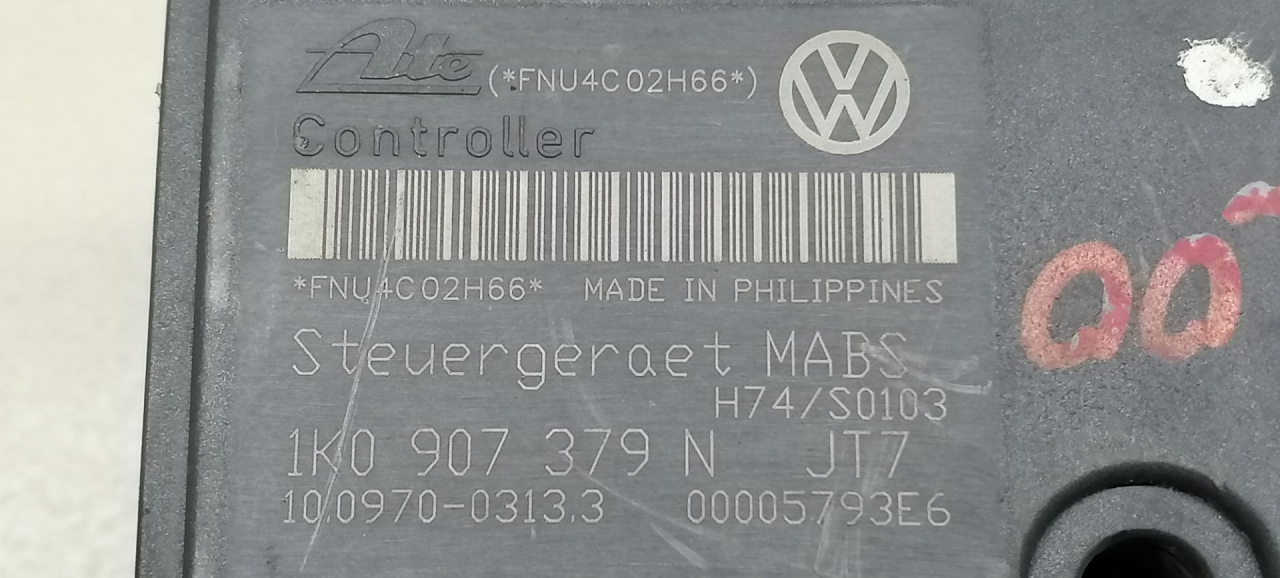 Ate (*FNU4C02H66*)
Controller
*FNU4C02H66* MADE IN PHILIPPINES
Steuergeraet MABS
H74/S0103
1K0 907 379 N JT7
10.0970-0313.3 00005793E6
00